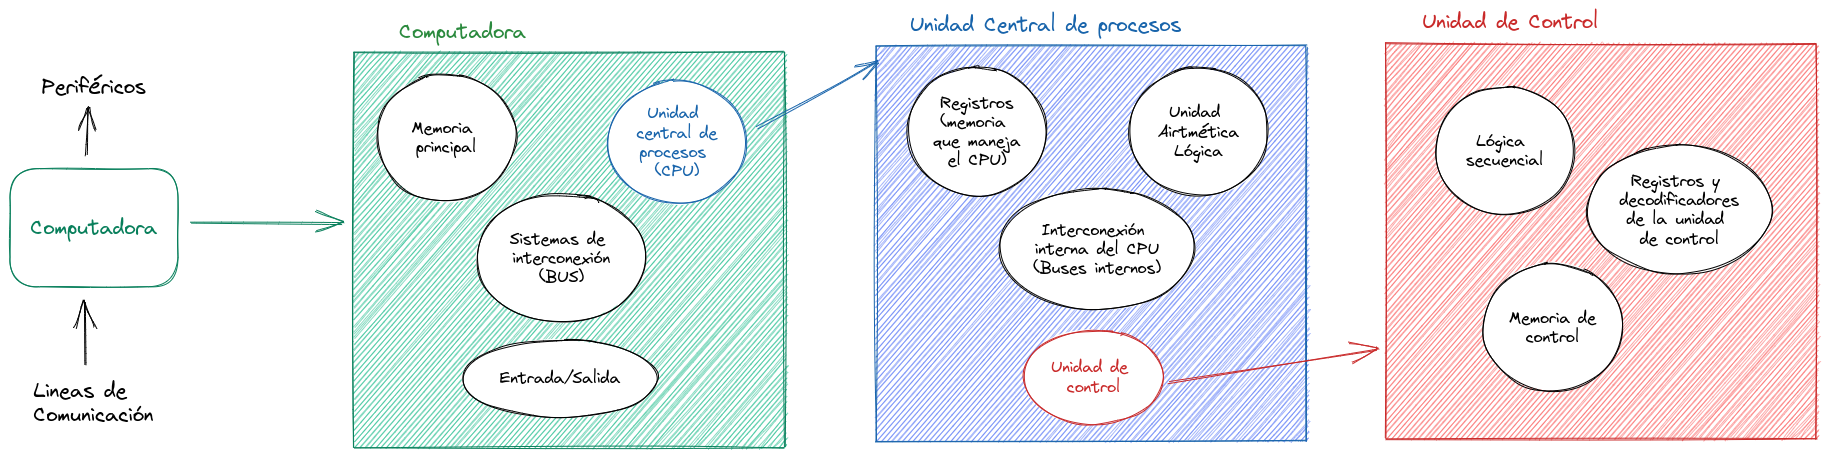 Periféricos
Computadora
Lineas de
Comunicación
Computadora
Memoria
principal
Unidad
central de
procesos
(CPU)
Sistemas de
interconexión
(BUS)
Entrada/Salida
Unidad Central de procesos
Registros
(memoria
que maneja
el CPU)
Unidad
Airtmética
Lógica
Interconexión
interna del CPU
(Buses internos)
Unidad de
control
Unidad de Control
Lógica
secuencial
Registros y
decodificadores
de la unidad
de control
Memoria de
control